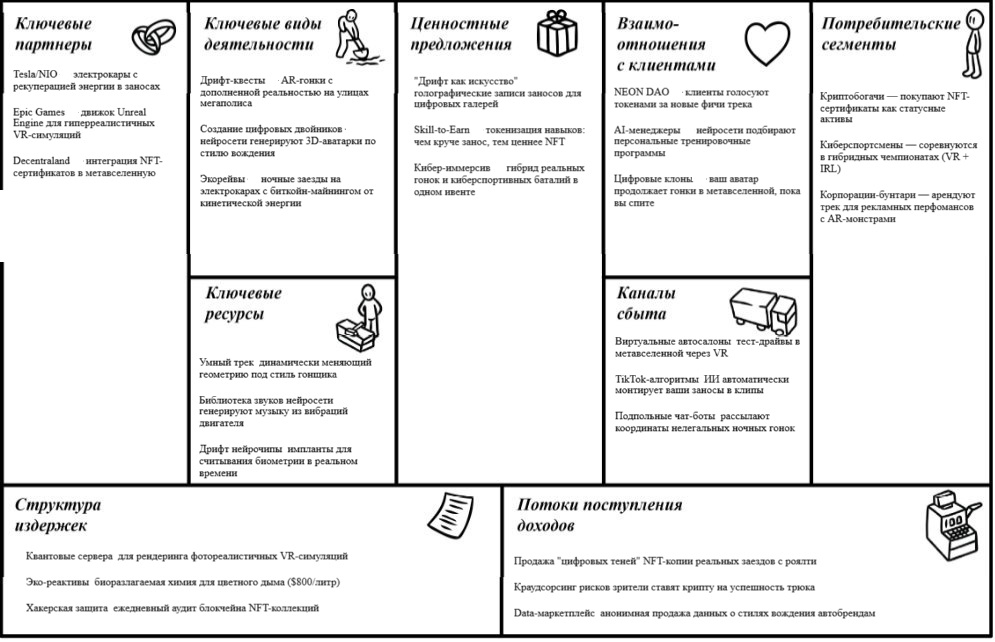 Ключевые
партнеры
Tesla/NIO электрокары с
рекуперацией энергии в заносах
Epic Games движок Unreal
Engine для гиперреалистичных
VR-симуляций
Decentraland интеграция NFT-
сертификатов в метавселенную
Ключевые виды
деятельности
Дрифт-квесты AR-гонки с
дополненной реальностью на улицах
мегаполиса
Создание цифровых двойников
нейросети генерируют 3D-аватарки по
стилю вождения
Экорейвы ночные заезды на
электрокарах с биткойн-майнингом от
кинетической энергии
Ключевые
ресурсы
Умный трек динамически меняющий
геометрию под стиль гонщика
Библиотека звуков нейросети
генерируют музыку из вибраций
двигателя
Дрифт нейрочипы импланты для
считывания биометрии в реальном
времени
Ценностные
предложения
"Дрифт как искусство"
голографические записи заносов для
цифровых галерей
Skill-to-Earn токенизация навыков:
чем круче занос, тем ценнее NFT
Кибер-иммерсив гибрид реальных
гонок и киберспортивных баталий в
одном ивенте
Взаимо-
отношения
с клиентами
NEON DAO клиенты голосуют
токенами за новые фичи трека
AI-менеджеры нейросети подбирают
персональные тренировочные
программы
Цифровые клоны ваш аватар
продолжает гонки в метавселенной, пока
вы спите
Каналы
сбыта
Виртуальные автосалоны тест-драйвы в
метавселенной через VR
TikTok-алгоритмы ИИ автоматически
монтирует ваши заносы в клипы
Подпольные чат-боты рассылают
координаты нелегальных ночных гонок
Потребительские
сегменты
Криптобогачи — покупают NFT-
сертификаты как статусные
активы
Киберспортсмены — соревнуются
в гибридных чемпионатах (VR +
IRL)
Корпорации-бунтари — арендуют
трек для рекламных перфомансов
с AR-монстрами
Структура
издержек
Квантовые сервера для рендеринга фотореалистичных VR-симуляций
Эко-реактивы биоразлагаемая химия для цветного дыма ($800/литр)
Хакерская защита ежедневный аудит блокчейна NFT-коллекций
Потоки поступления
доходов
100
Продажа "цифровых теней" NFT-копии реальных заездов с роялти
Краудсорсинг рисков зрители ставят крипту на успешность трюка
Data-маркетплейс анонимная продажа данных о стилях вождения автобрендам